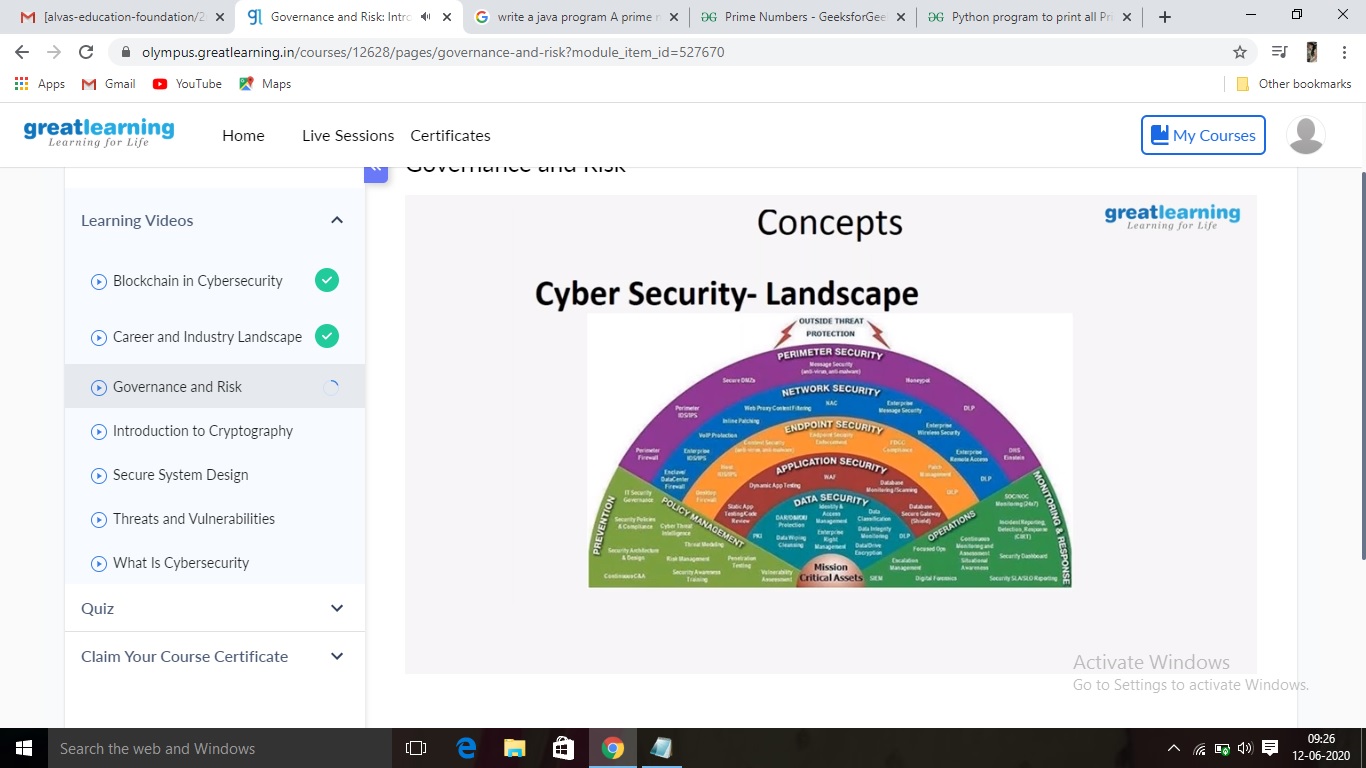 [alvas-education-foundation/2
Governance and Risk: Intro
write a java program A prime n
Prime Numbers - GeeksforGee
Python program to print all Pri
olympus.greatlearning.in/courses/12628/pages/governance-and-risk?module_item_id=527670
Apps Gmail YouTube Maps Other bookmarks
greatlearning
Learning for Life
Home Live Sessions Certificates My Courses
Governance and Risk
Learning Videos
Blockchain in Cybersecurity
Career and Industry Landscape
Governance and Risk
Introduction to Cryptography
Secure System Design
Threats and Vulnerabilities
What Is Cybersecurity
Quiz
Claim Your Course Certificate
Concepts
greatlearning
Learning for Life
Cyber Security- Landscape
OUTSIDE THREAT
PROTECTION
PERIMETER SECURITY
Message Security
(anti-virus, anti-malware)
Secure DMZs
Honeypot
Perimeter
IDS/IPS
DLP
Perimeter
Firewall
DHS
Einstein
NETWORK SECURITY
NAC
Web Proxy Content Filtering
Enterprise
Message Security
Inline Patching
VoIP Protection
Enterprise
Wireless Security
Enterprise
IDS/IPS
Enterprise
Remote Access
Enclave/
DataCenter
Firewall
DLP
ENDPOINT SECURITY
Endpoint Security
Enforcement
Content Security
(anti-virus, anti-malware)
FDCC
Compliance
Host
IDS/IPS
Patch
Management
Desktop
Firewall
DLP
APPLICATION SECURITY
WAF
Dynamic App Testing
Database
Monitoring/Scanning
Static App
Testing/Code
Review
Database
Secure Gateway
(Shield)
DATA SECURITY
Identity &
Access
Management
Data
Classification
DAR/DIM/DIU
Protection
Data Integrity
Monitoring
PKI
Data Wiping
Cleansing
Enterprise
Right
Management
Data/Drive
Encryption
DLP
Mission
Critical Assets
PREVENTION
POLICY MANAGEMENT
IT Security
Governance
Security Policies
& Compliance
Cyber Threat
Intelligence
Security Architecture
& Design
Threat Modeling
Risk Management
Penetration
Testing
Continuous C&A
Security Awareness
Training
Vulnerability
Assessment
OPERATIONS
MONITORING & RESPONSE
SOC/NOC
Monitoring (24x7)
Incident Reporting,
Detection, Response
(CIRT)
Focused Ops
Continuous
Monitoring and
Assessment
Situational
Awareness
Security Dashboard
Escalation
Management
SIEM
Digital Forensics
Security SLA/SLO Reporting
Activate Windows
Go to Settings to activate Windows.
Search the web and Windows
09:26
12-06-2020